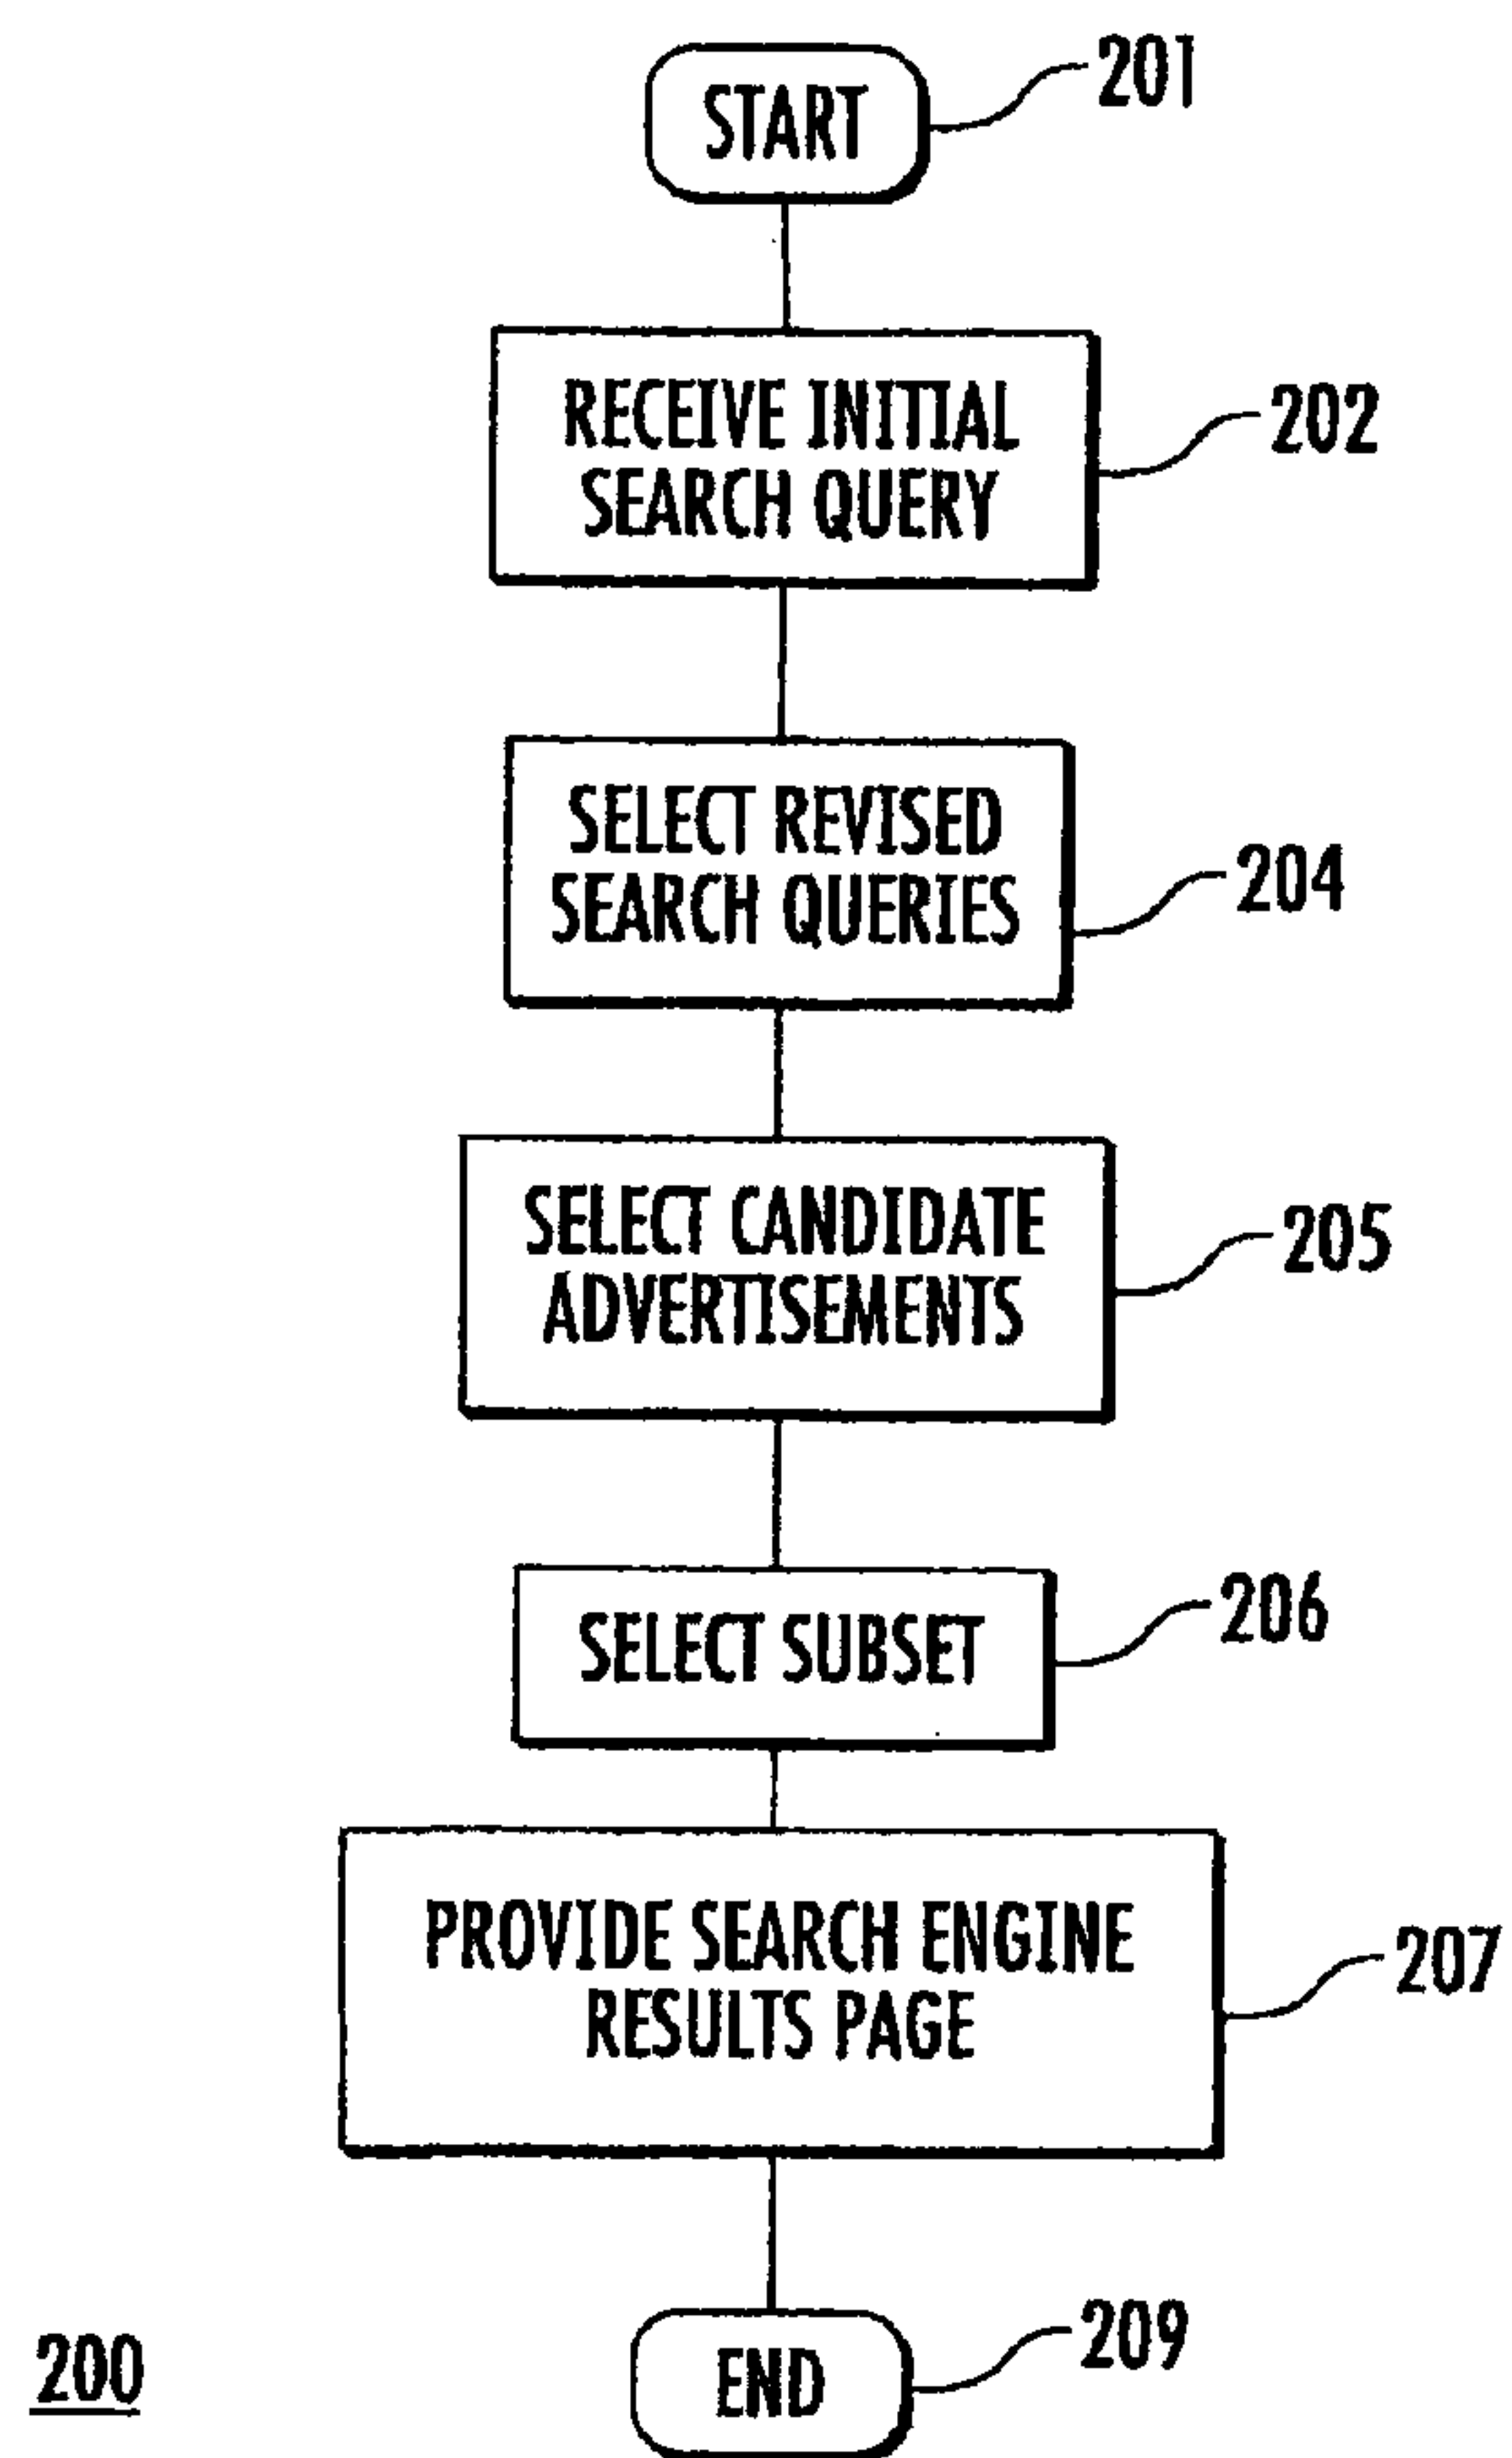 START
201
RECEIVE INITIAL
SEARCH QUERY
202
SELECT REVISED
SEARCH QUERIES
204
SELECT CANDIDATE
ADVERTISEMENTS
205
SELECT SUBSET
206
PROVIDE SEARCH ENGINE
RESULTS PAGE
207
END
209
200